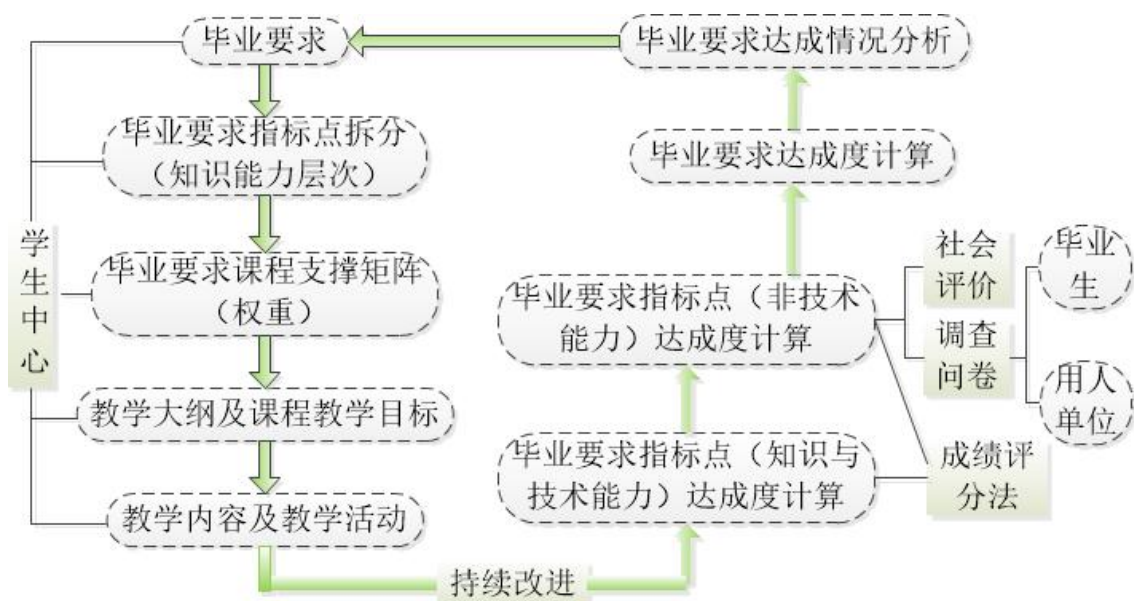 毕业要求
毕业要求达成情况分析
毕业要求指标点拆分
（知识能力层次）
毕业要求达成度计算
学
生
中
心
毕业要求课程支撑矩阵
（权重）
毕业要求指标点（非技术
能力）达成度计算
社会
评价
调查
问卷
毕业
生
用人
单位
教学大纲及课程教学目标
毕业要求指标点（知识与
技术能力）达成度计算
成绩评
分法
教学内容及教学活动
持续改进